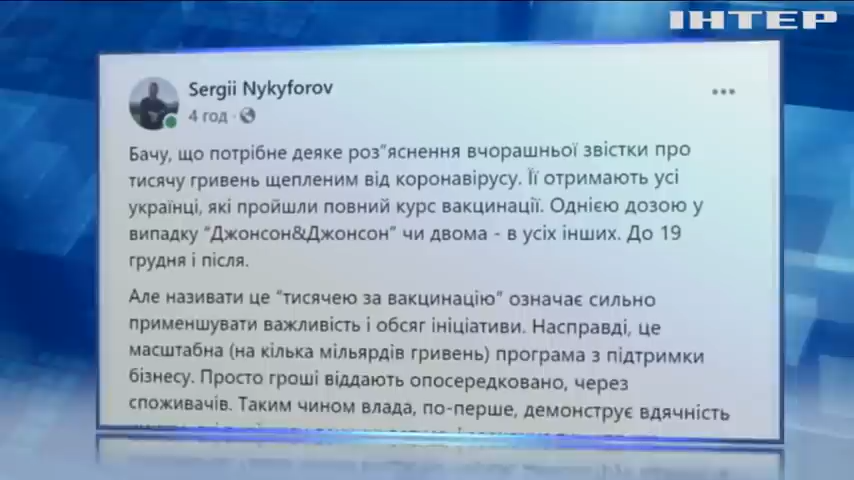 ІНТЕР
Sergii Nykyforov
4 год ·
Бачу, що потрібне деяке роз"яснення вчорашньої звістки про
тисячу гривень щепленим від коронавірусу. Її отримають усі
українці, які пройшли повний курс вакцинації. Однією дозою у
випадку "Джонсон&Джонсон" чи двома - в усіх інших. До 19
грудня і після.
Але називати це "тисячею за вакцинацію" означає сильно
применшувати важливість і обсяг ініціативи. Насправді, це
масштабна (на кілька мільярдів гривень) програма з підтримки
бізнесу. Просто гроші віддають опосередковано, через
споживачів. Таким чином влада, по-перше, демонструє вдячність